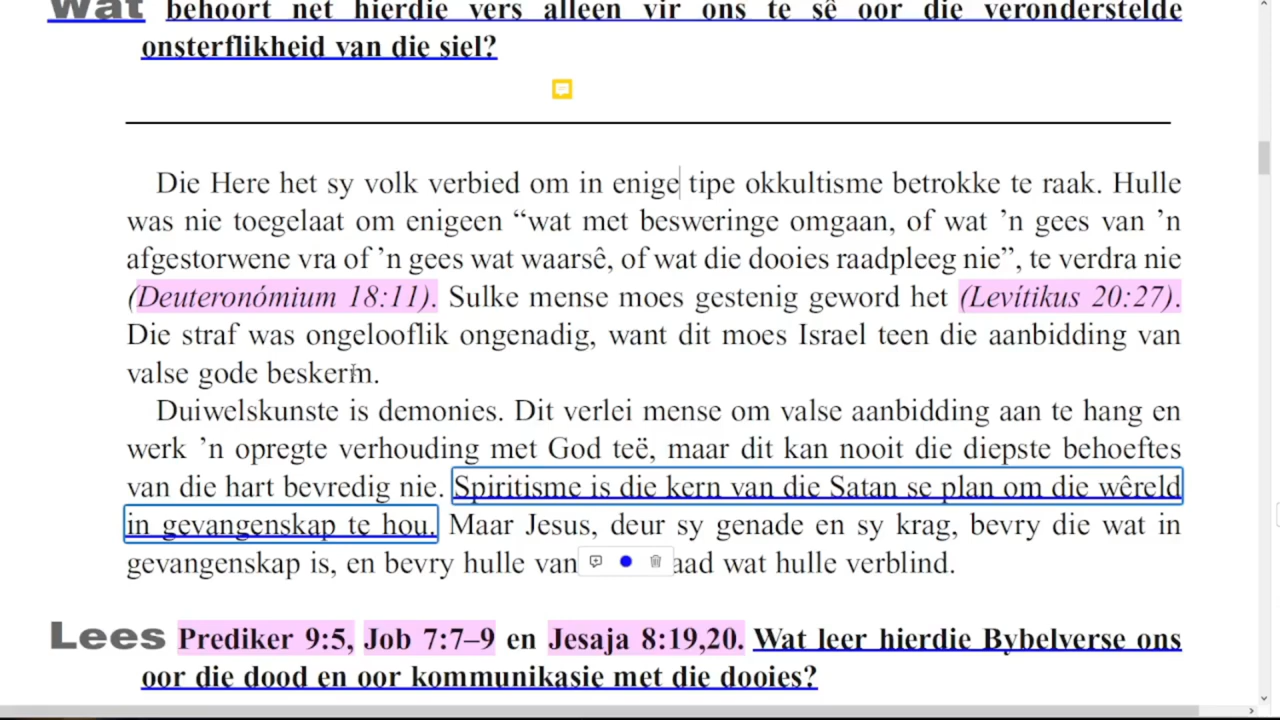 Wat behoort net hierdie vers alleen vir ons te sê oor die veronderstelde
onsterflikheid van die siel?
Die Here het sy volk verbied om in enige tipe okkultisme betrokke te raak. Hulle
was nie toegelaat om enigeen “wat met besweringe omgaan, of wat ’n gees van ’n
afgestorwene vra of ’n gees wat waarsê, of wat die dooies raadpleeg nie”, te verdra nie
(Deuteronómium 18:11). Sulke mense moes gestenig geword het (Levítikus 20:27).
Die straf was ongelooflik ongenadig, want dit moes Israel teen die aanbidding van
valse gode beskerm.
Duiwelskunste is demonies. Dit verlei mense om valse aanbidding aan te hang en
werk ’n opregte verhouding met God teë, maar dit kan nooit die diepste behoeftes
van die hart bevredig nie. Spiritisme is die kern van die Satan se plan om die wêreld
in gevangenskap te hou. Maar Jesus, deur sy genade en sy krag, bevry die wat in
gevangenskap is, en bevry hulle van aad wat hulle verblind.
Lees Prediker 9:5, Job 7:7–9 en Jesaja 8:19,20. Wat leer hierdie Bybelverse ons
oor die dood en oor kommunikasie met die dooies?